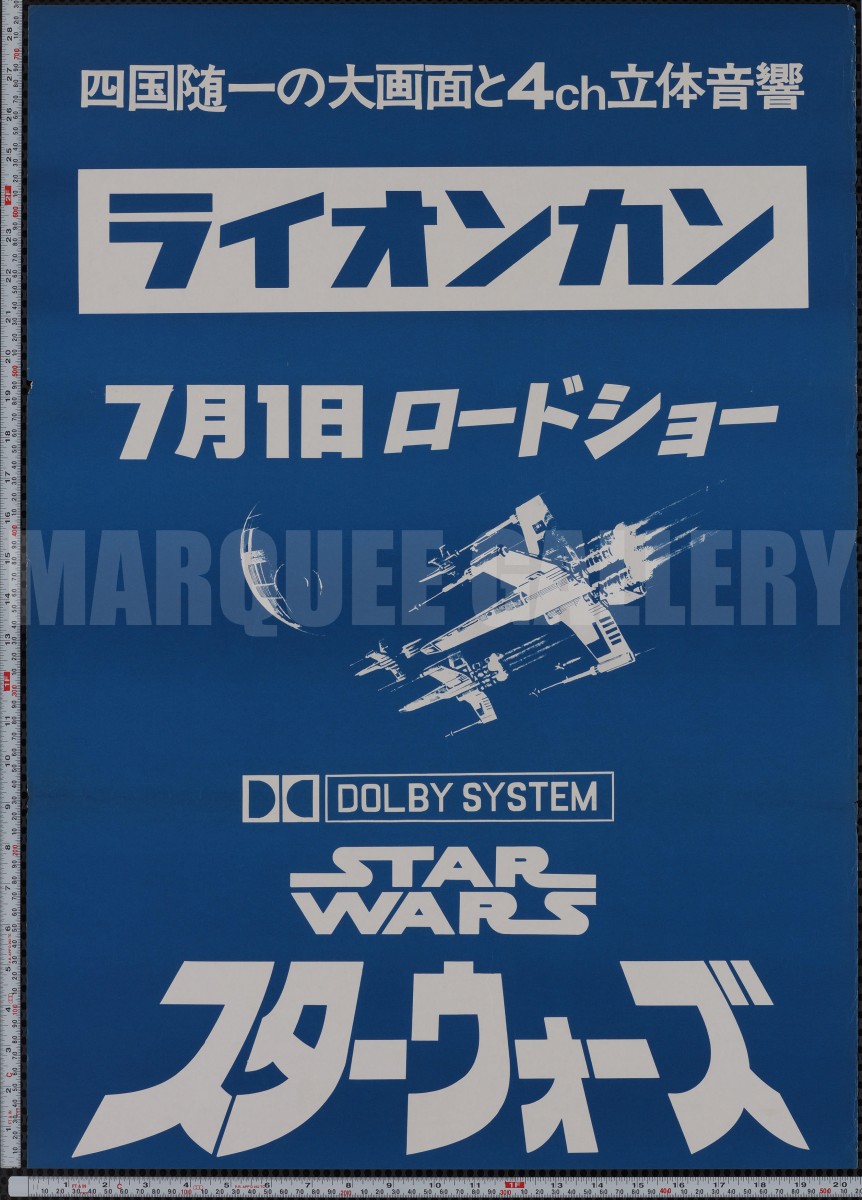 四国随一の大画面と4ch立体音響
ライオンカン
7月1日 ロードショー
MARQUEE GALLERY
DOLBY SYSTEM
STAR
WARS
スター・ウォーズ